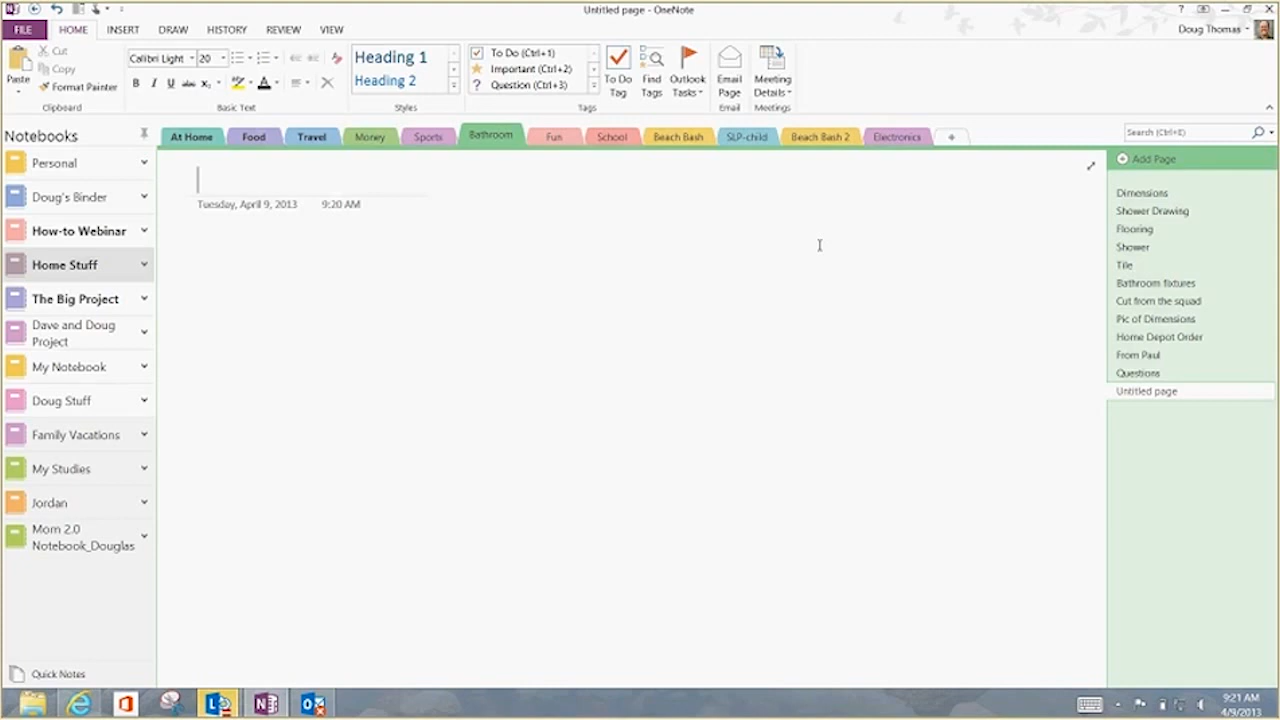 Untitled page - OneNote
?
FILE
HOME
INSERT
DRAW
HISTORY
REVIEW
VIEW
Doug Thomas
Paste
Cut
Copy
Format Painter
Clipboard
Calibri Light
20
B I U abc x₂
A
Basic Text
Heading 1
Heading 2
Styles
To Do (Ctrl+1)
Important (Ctrl+2)
? Question (Ctrl+3)
To Do
Tag
Find
Tags
Outlook
Tasks
Tags
Email
Page
Email
Meeting
Details
Meetings
Notebooks
At Home
Food
Travel
Money
Sports
Bathroom
Fun
School
Beach Bash
SLP-child
Beach Bash 2
Electronics
+
Search (Ctrl+E)
Personal
Doug's Binder
How-to Webinar
Home Stuff
The Big Project
Dave and Doug
Project
My Notebook
Doug Stuff
Family Vacations
My Studies
Jordan
Mom 2.0
Notebook_Douglas
Quick Notes
Tuesday, April 9, 2013 9:20 AM
Add Page
Dimensions
Shower Drawing
Flooring
Shower
Tile
Bathroom fixtures
Cut from the squad
Pic of Dimensions
Home Depot Order
From Paul
Questions
Untitled page
9:21 AM
4/9/2013